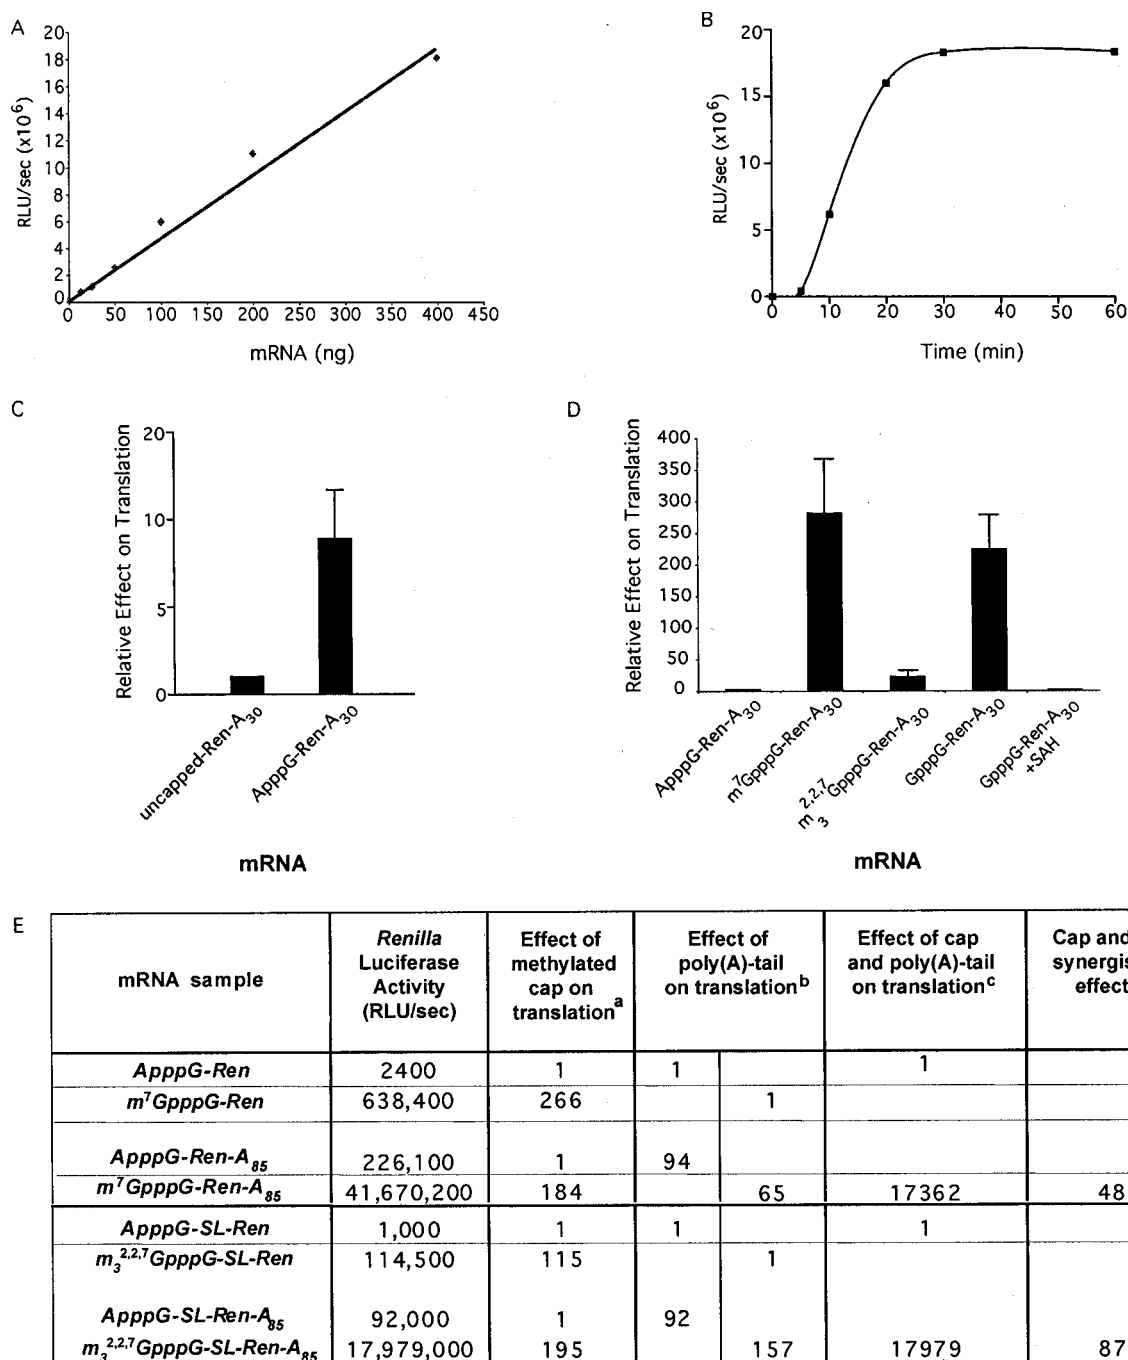 A
20
18
16
14
12
10
8
6
4
2
0
RLU/sec (x10⁶)
0 50 100 150 200 250 300 350 400 450
mRNA (ng)
B
20
15
10
5
0
RLU/sec (x10⁶)
0 10 20 30 40 50 60
Time (min)
C
20
10
5
0
Relative Effect on Translation
uncapped-Ren-A₃₀
ApppG-Ren-A₃₀
mRNA
D
400
350
300
250
200
150
100
50
0
Relative Effect on Translation
ApppG-Ren-A₃₀
m⁷GpppG-Ren-A₃₀
m₃²,²,⁷GpppG-Ren-A₃₀
GpppG-Ren-A₃₀
GpppG-Ren-A₃₀
+SAH
mRNA
E
mRNA sample
Renilla
Luciferase
Activity
(RLU/sec)
Effect of
methylated
cap on
translationᵃ
Effect of
poly(A)-tail
on translationᵇ
Effect of cap
and poly(A)-tail
on translationᶜ
Cap and
synergis
effect
ApppG-Ren 2400 1 1 1
m⁷GpppG-Ren 638,400 266 1
ApppG-Ren-A₈₅ 226,100 1 94
m⁷GpppG-Ren-A₈₅ 41,670,200 184 65 17362 48
ApppG-SL-Ren 1,000 1 1 1
m₃²,²,⁷GpppG-SL-Ren 114,500 115 1
ApppG-SL-Ren-A₈₅ 92,000 1 92
m₃²,²,⁷GpppG-SL-Ren-A₈₅ 17,979,000 195 157 17979 87